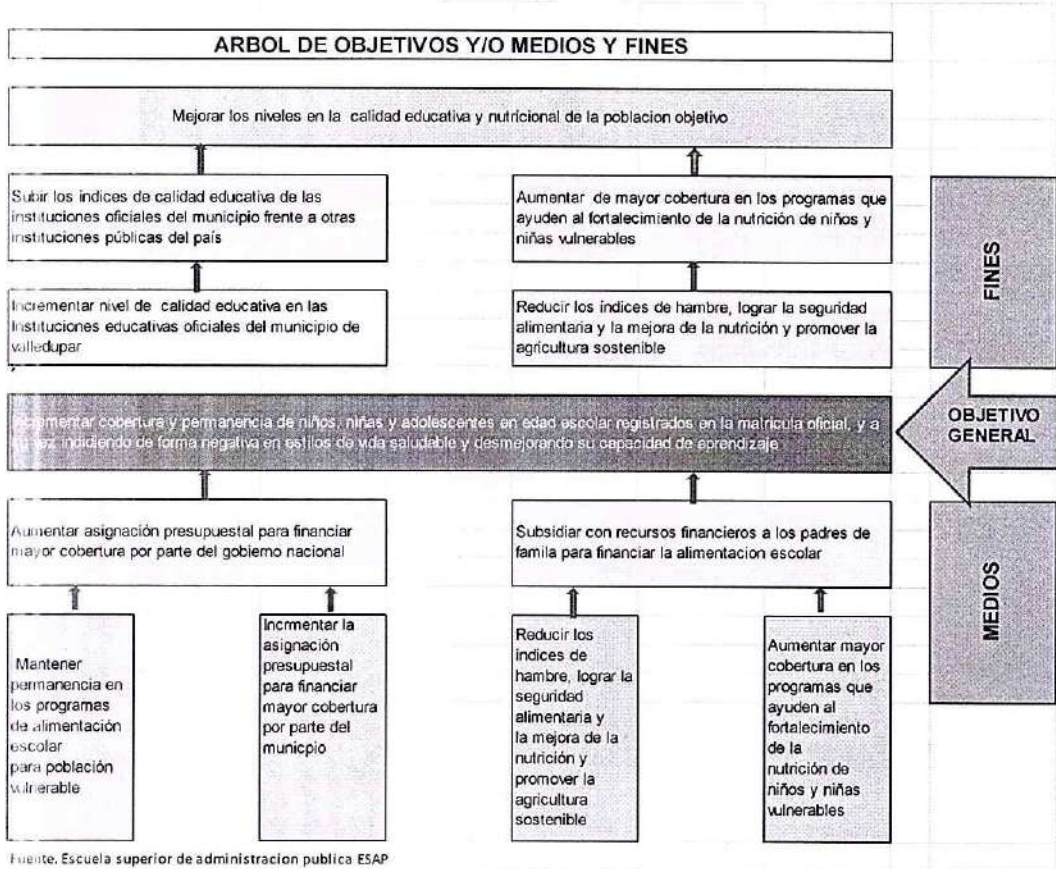 ARBOL DE OBJETIVOS Y/O MEDIOS Y FINES
Mejorar los niveles en la calidad educativa y nutricional de la poblacion objetivo
Subir los índices de calidad educativa de las
instituciones oficiales del municipio frente a otras
instituciones públicas del país
Aumentar de mayor cobertura en los programas que
ayuden al fortalecimiento de la nutrición de niños y
niñas vulnerables
FINES
Incrementar nivel de calidad educativa en las
Instituciones educativas oficiales del municipio de
valledupar
Reducir los índices de hambre, lograr la seguridad
alimentaria y la mejora de la nutrición y promover la
agricultura sostenible
Incrementar cobertura y permanencia de niños, niñas y adolescentes en edad escolar registrados en la matricula oficial, y a
su vez incidiendo de forma negativa en estilos de vida saludable y desmejorando su capacidad de aprendizaje
OBJETIVO
GENERAL
Aumentar asignación presupuestal para financiar
mayor cobertura por parte del gobierno nacional
Subsidiar con recursos financieros a los padres de
famila para financiar la alimentacion escolar
MEDIOS
Mantener
permanencia en
los programas
de alimentación
escolar
para población
vulnerable
Incrmentar la
asignación
presupuestal
para financiar
mayor cobertura
por parte del
municpio
Reducir los
índices de
hambre, lograr la
seguridad
alimentaria y
la mejora de la
nutrición y
promover la
agricultura
sostenible
Aumentar mayor
cobertura en los
programas que
ayuden al
fortalecimiento
de la
nutrición de
niños y niñas
vulnerables
Fuente. Escuela superior de administracion publica ESAP